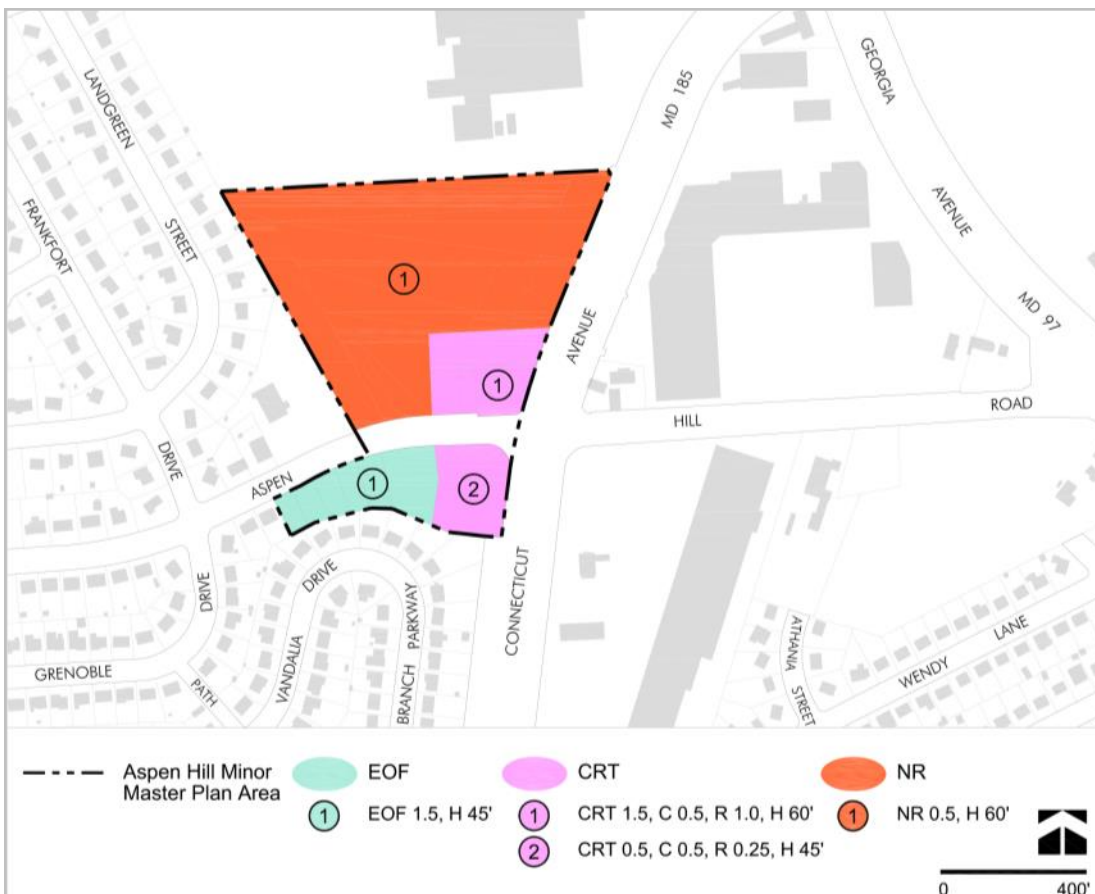 LANDGREEN
STREET
FRANKFORT
DRIVE
GEORGIA
AVENUE
MD 97
MD 185
AVENUE
1
1
HILL
ROAD
ASPEN
1
2
CONNECTICUT
DRIVE
GRENOBLE
PATH
VANDALIA
DRIVE
BRANCH PARKWAY
ATHANIA
STREET
WENDY
LANE
Aspen Hill Minor
Master Plan Area
EOF
1 EOF 1.5, H 45'
CRT
1 CRT 1.5, C 0.5, R 1.0, H 60'
2 CRT 0.5, C 0.5, R 0.25, H 45'
NR
1 NR 0.5, H 60'
0 400'